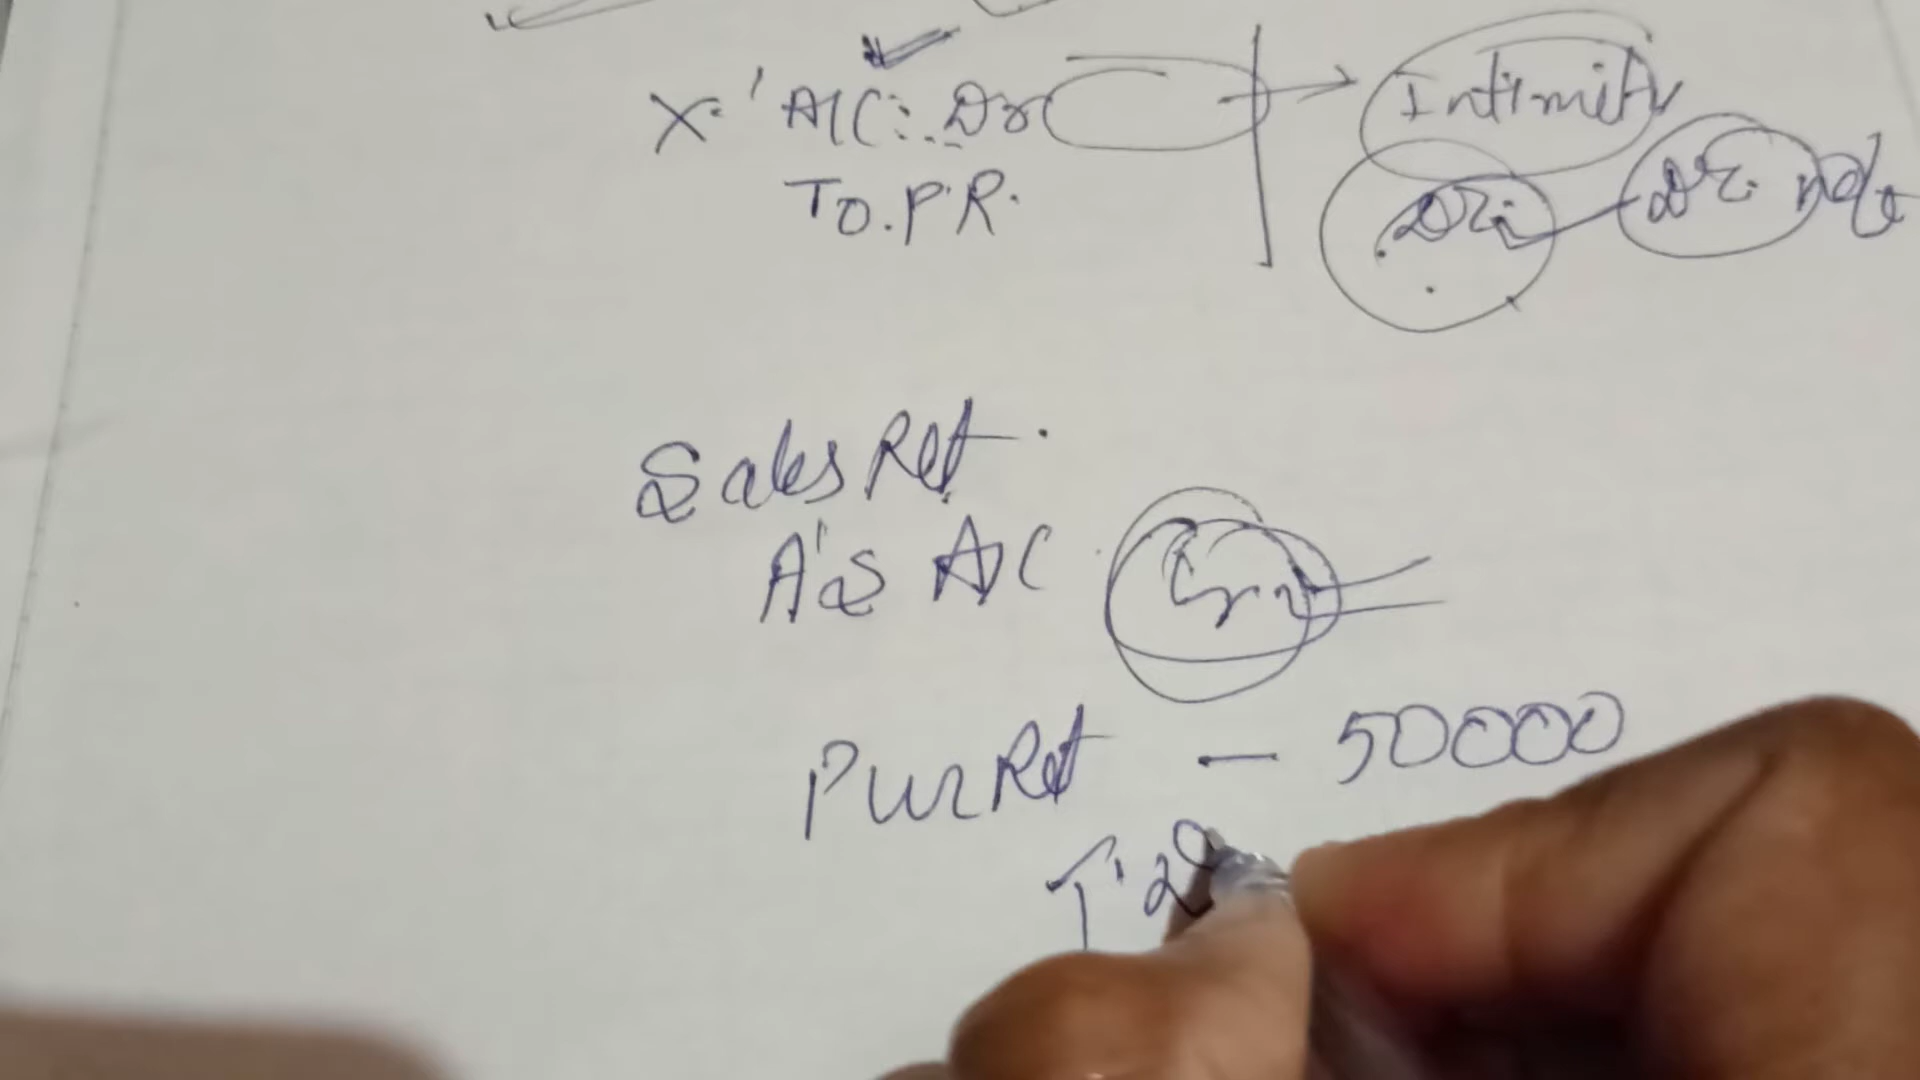 X' A/C: Dr
Intimity
To. P.R.
Dr. Dr. note
Sales Ret.
A's A/C Cr.
Pur Ret - 50000
T.D